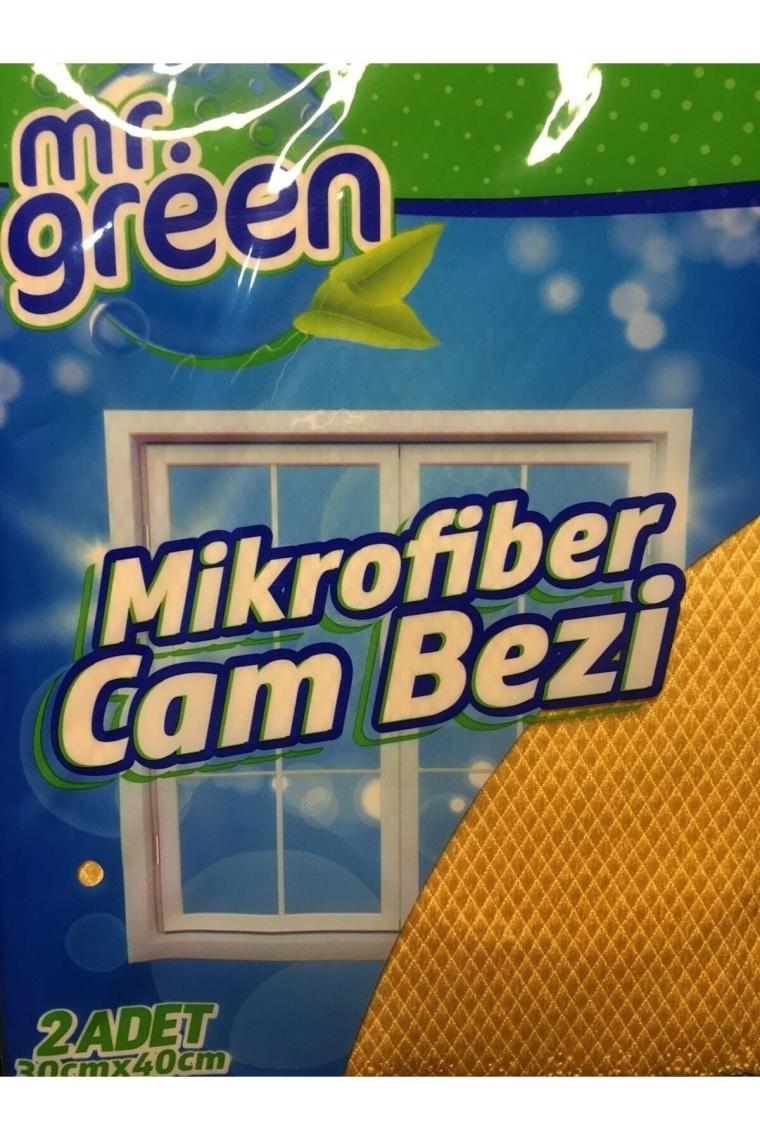 mr.
green
Mikrofiber
Cam Bezi
2 ADET
30cmx40cm